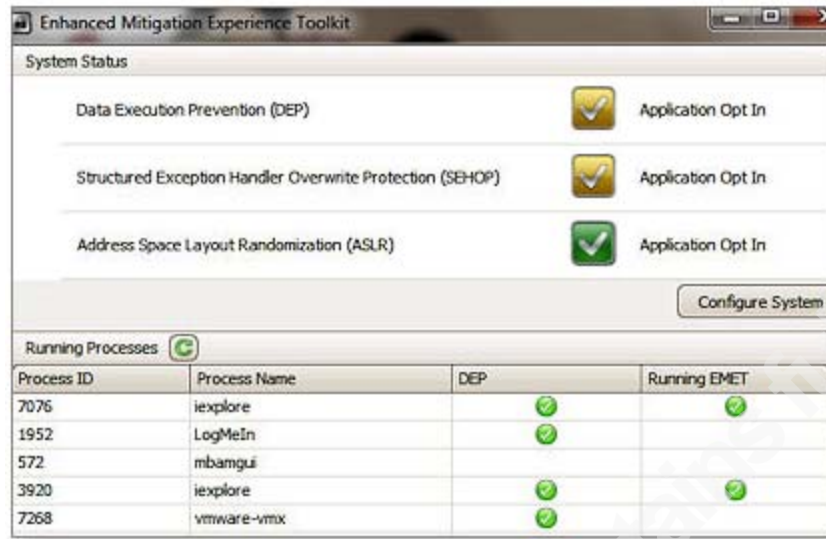 Enhanced Mitigation Experience Toolkit
System Status
Data Execution Prevention (DEP) Application Opt In
Structured Exception Handler Overwrite Protection (SEHOP) Application Opt In
Address Space Layout Randomization (ASLR) Application Opt In
Configure System
Running Processes
Process ID Process Name DEP Running EMET
7076 iexplore
1952 LogMeIn
572 mbamgui
3920 iexplore
7268 vmware-vmx